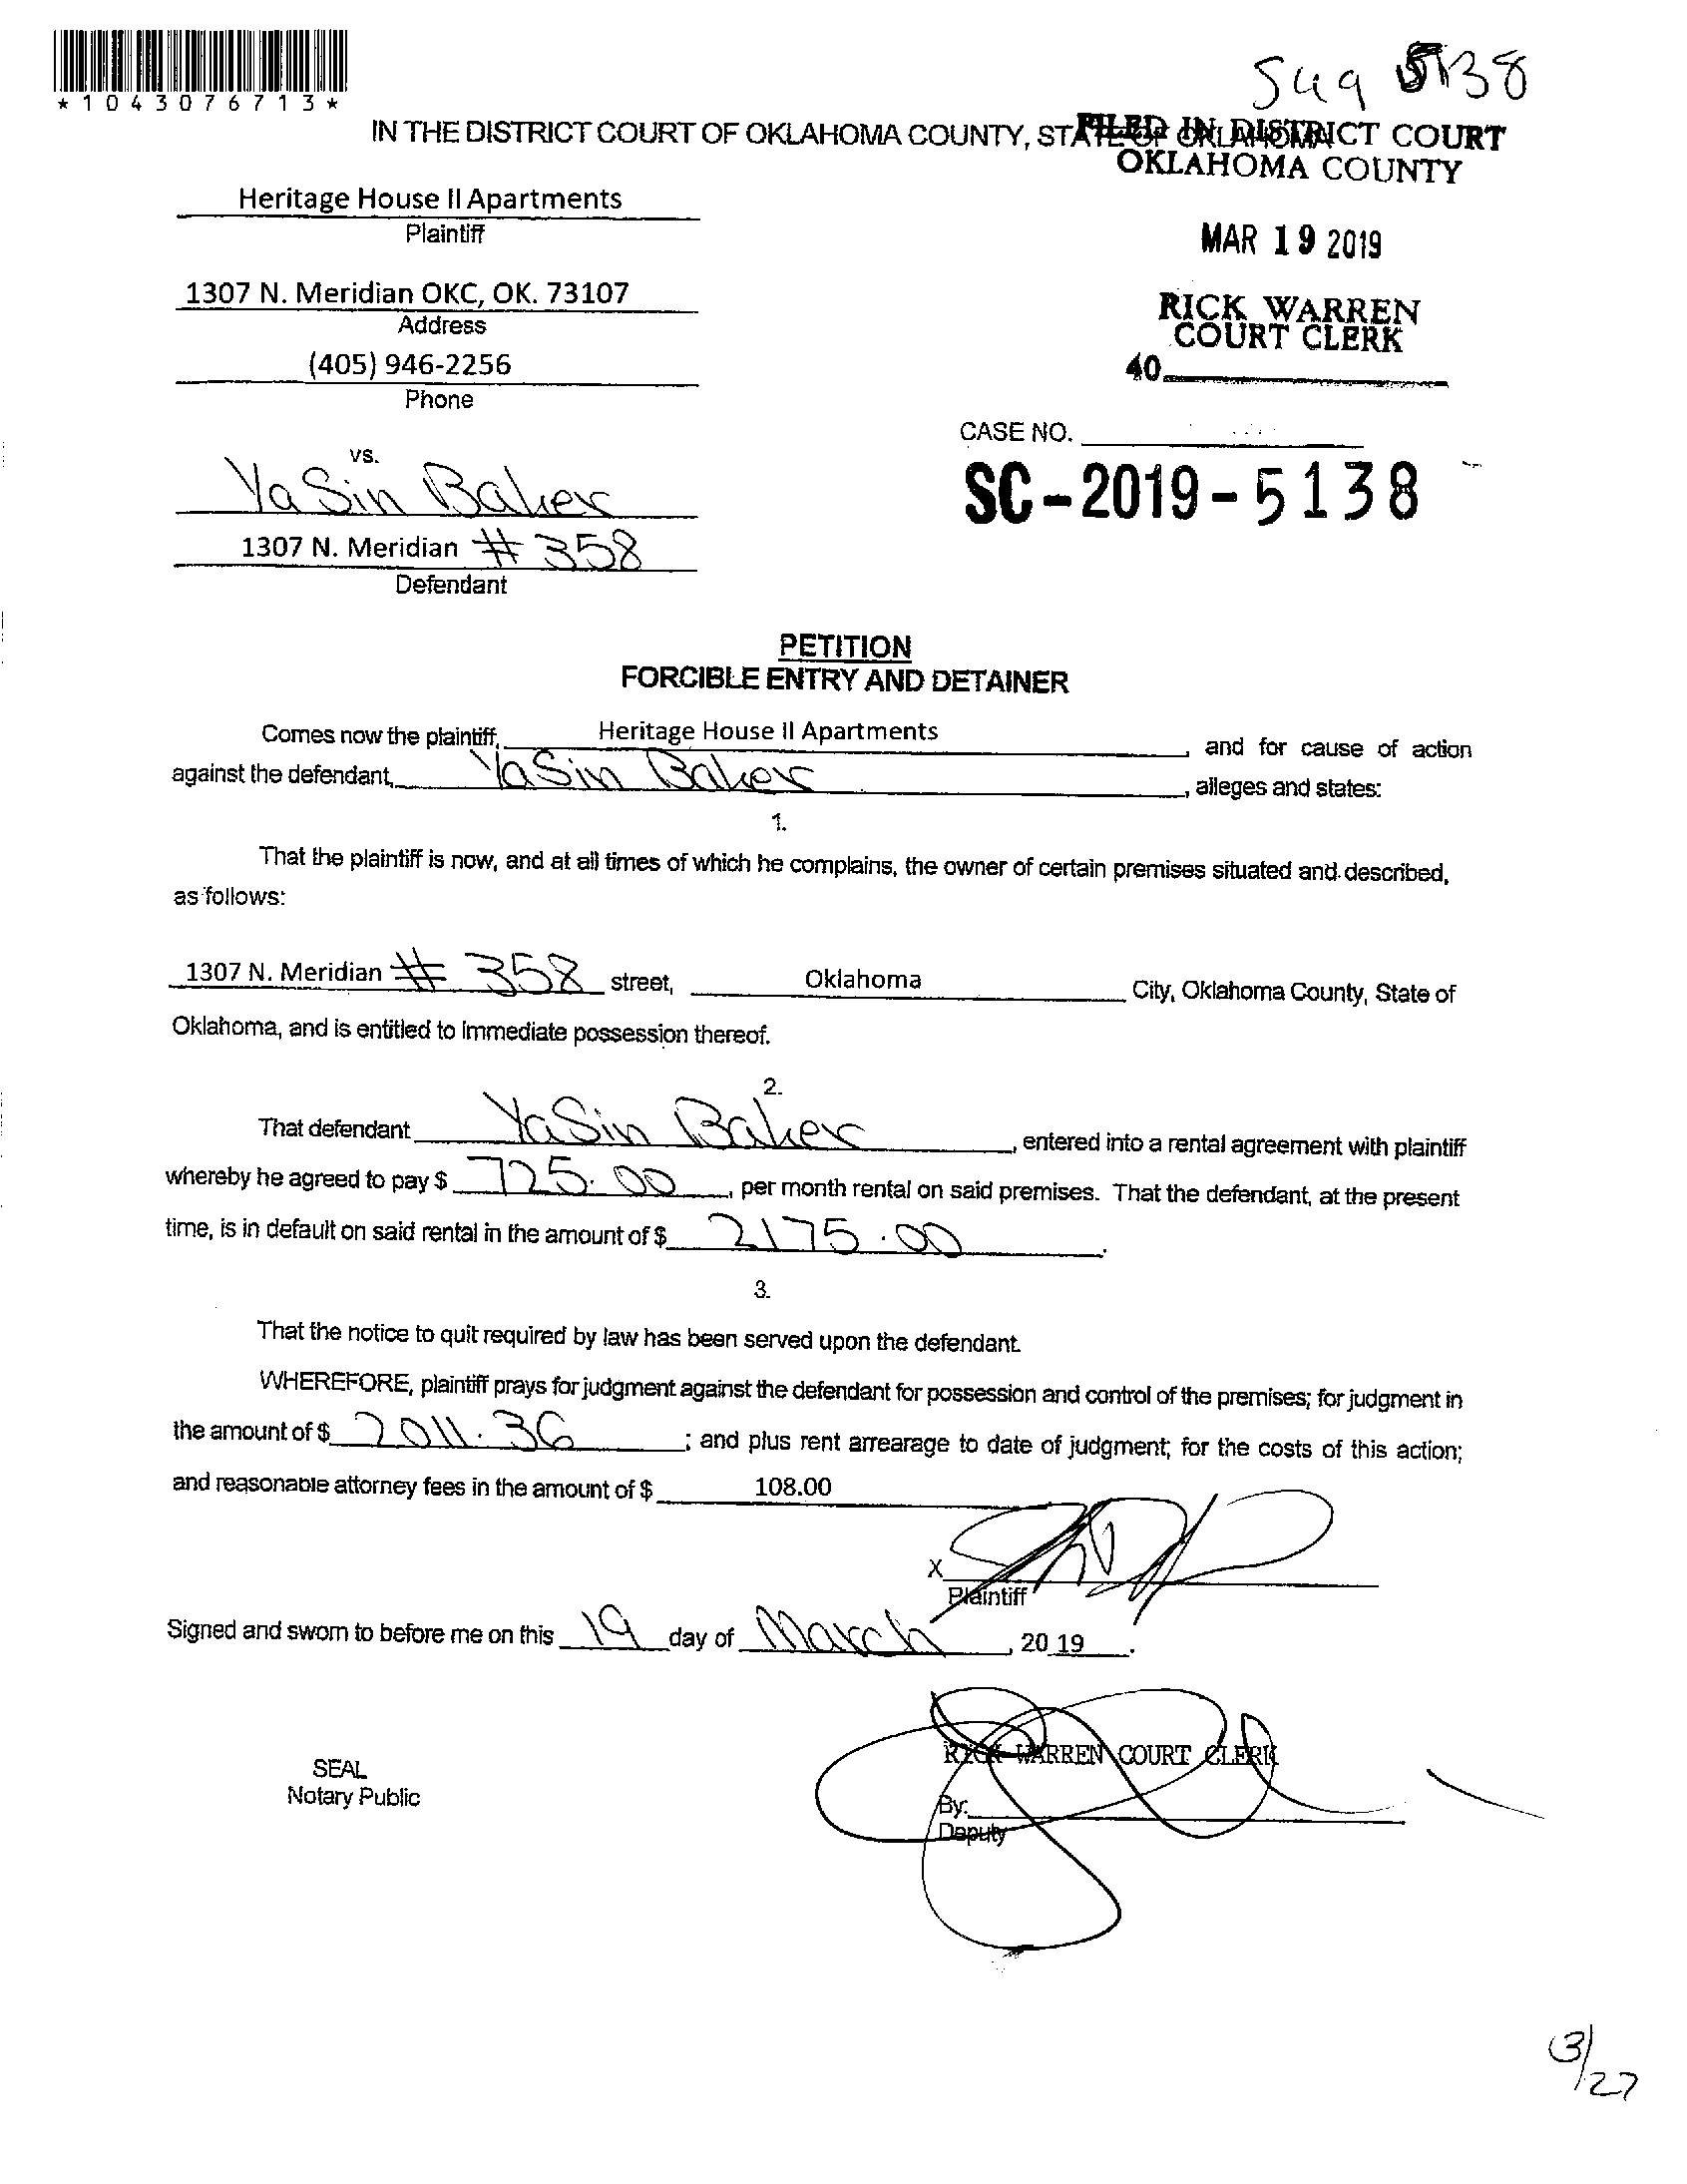 *1043076713*
5138
IN THE DISTRICT COURT OF OKLAHOMA COUNTY, STATE OF OKLAHOMA
FILED IN DISTRICT COURT
OKLAHOMA COUNTY
Heritage House II Apartments
Plaintiff
MAR 19 2019
1307 N. Meridian OKC, OK. 73107
Address
RICK WARREN
COURT CLERK
(405) 946-2256
40
Phone
CASE NO.
vs.
YaSin Baker
SC-2019-5138
1307 N. Meridian # 358
Defendant
PETITION
FORCIBLE ENTRY AND DETAINER
Comes now the plaintiff, Heritage House II Apartments, and for cause of action
against the defendant, YaSin Baker, alleges and states:
1.
That the plaintiff is now, and at all times of which he complains, the owner of certain premises situated and described,
as follows:
1307 N. Meridian # 358 street, Oklahoma City, Oklahoma County, State of
Oklahoma, and is entitled to immediate possession thereof.
2.
That defendant YaSin Baker, entered into a rental agreement with plaintiff
whereby he agreed to pay $ 725.00, per month rental on said premises. That the defendant, at the present
time, is in default on said rental in the amount of $ 2175.00.
3.
That the notice to quit required by law has been served upon the defendant.
WHEREFORE, plaintiff prays for judgment against the defendant for possession and control of the premises; for judgment in
the amount of $ 2011.36; and plus rent arrearage to date of judgment; for the costs of this action;
and reasonable attorney fees in the amount of $ 108.00
X
Plaintiff
Signed and sworn to before me on this 19 day of March, 2019.
RICK WARREN COURT CLERK
SEAL
Notary Public
By:
Deputy
3/27